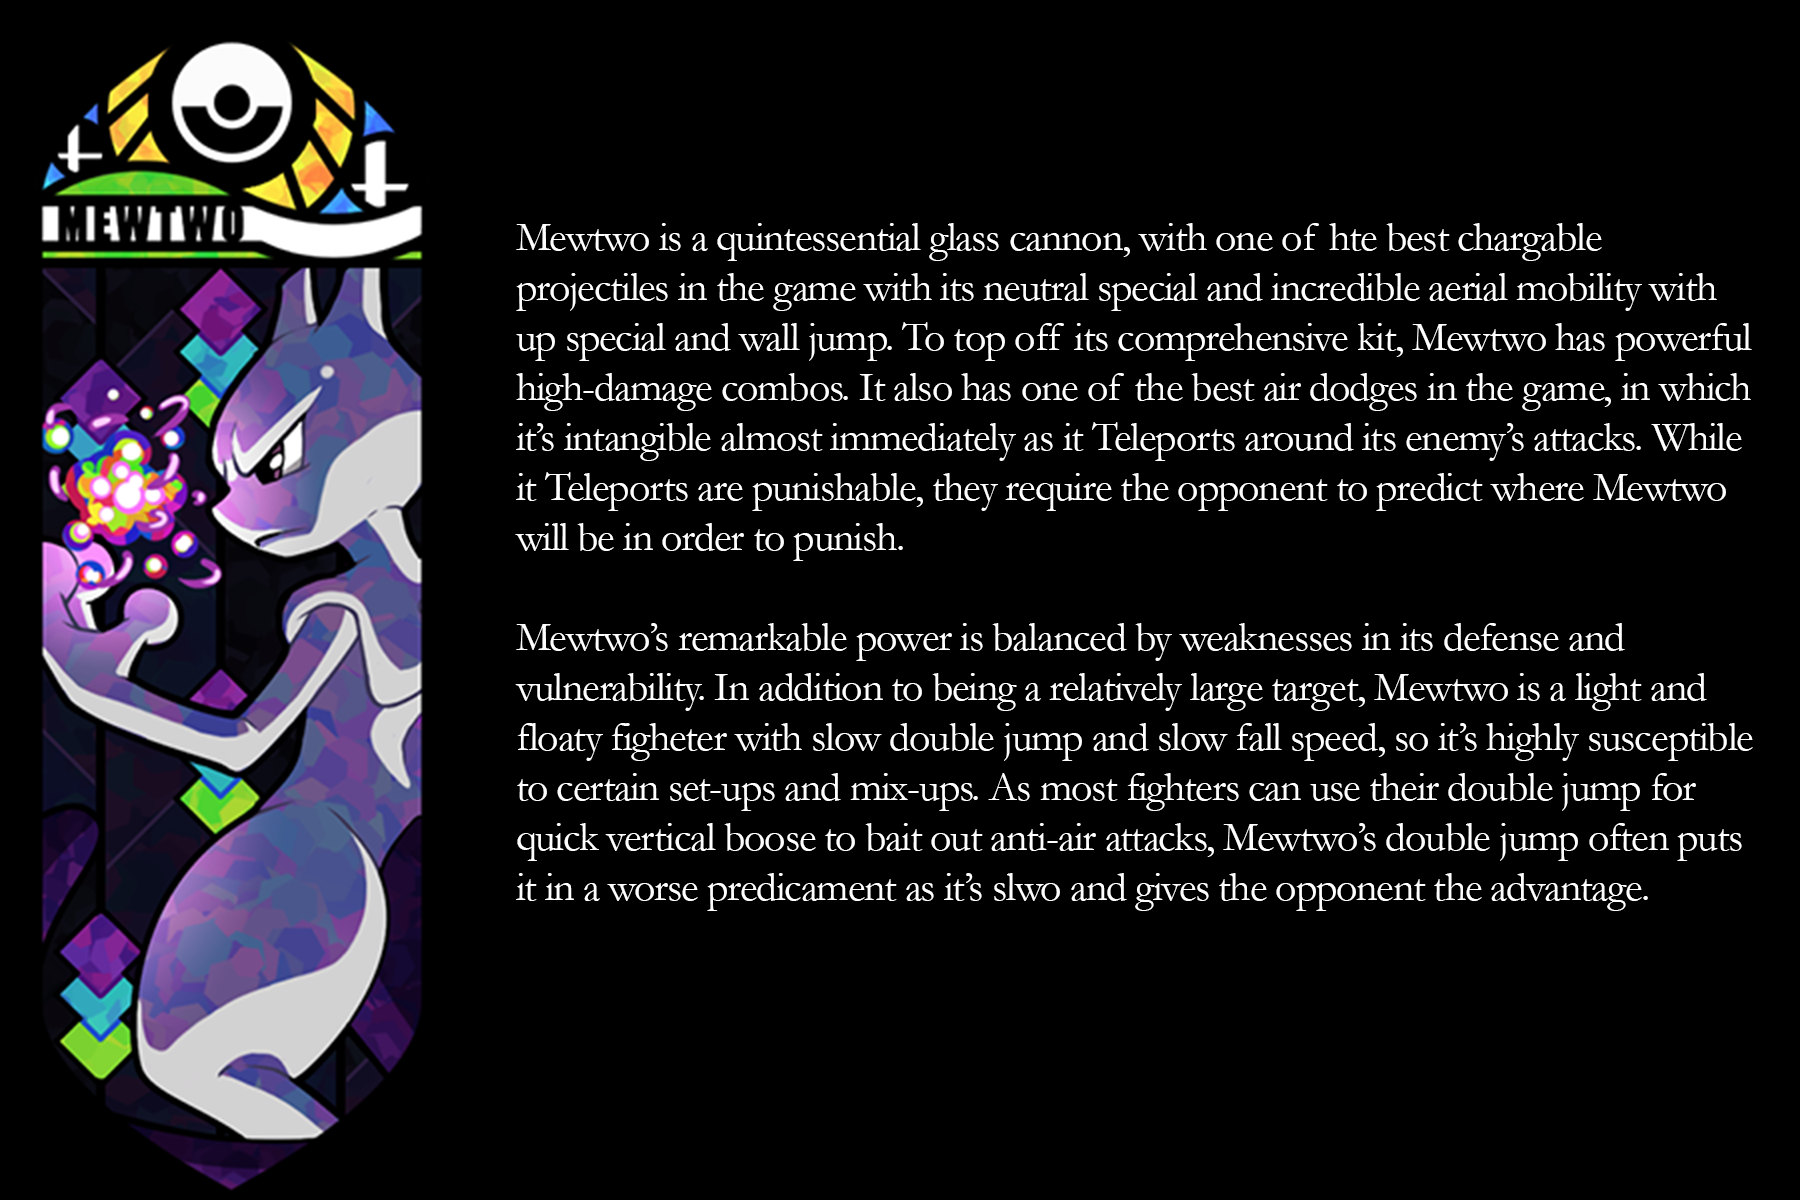 MEWTWO
Mewtwo is a quintessential glass cannon, with one of hte best chargable
projectiles in the game with its neutral special and incredible aerial mobility with
up special and wall jump. To top off its comprehensive kit, Mewtwo has powerful
high-damage combos. It also has one of the best air dodges in the game, in which
it’s intangible almost immediately as it Teleports around its enemy’s attacks. While
it Teleports are punishable, they require the opponent to predict where Mewtwo
will be in order to punish.
Mewtwo’s remarkable power is balanced by weaknesses in its defense and
vulnerability. In addition to being a relatively large target, Mewtwo is a light and
floaty figheter with slow double jump and slow fall speed, so it’s highly susceptible
to certain set-ups and mix-ups. As most fighters can use their double jump for
quick vertical boose to bait out anti-air attacks, Mewtwo’s double jump often puts
it in a worse predicament as it’s slwo and gives the opponent the advantage.